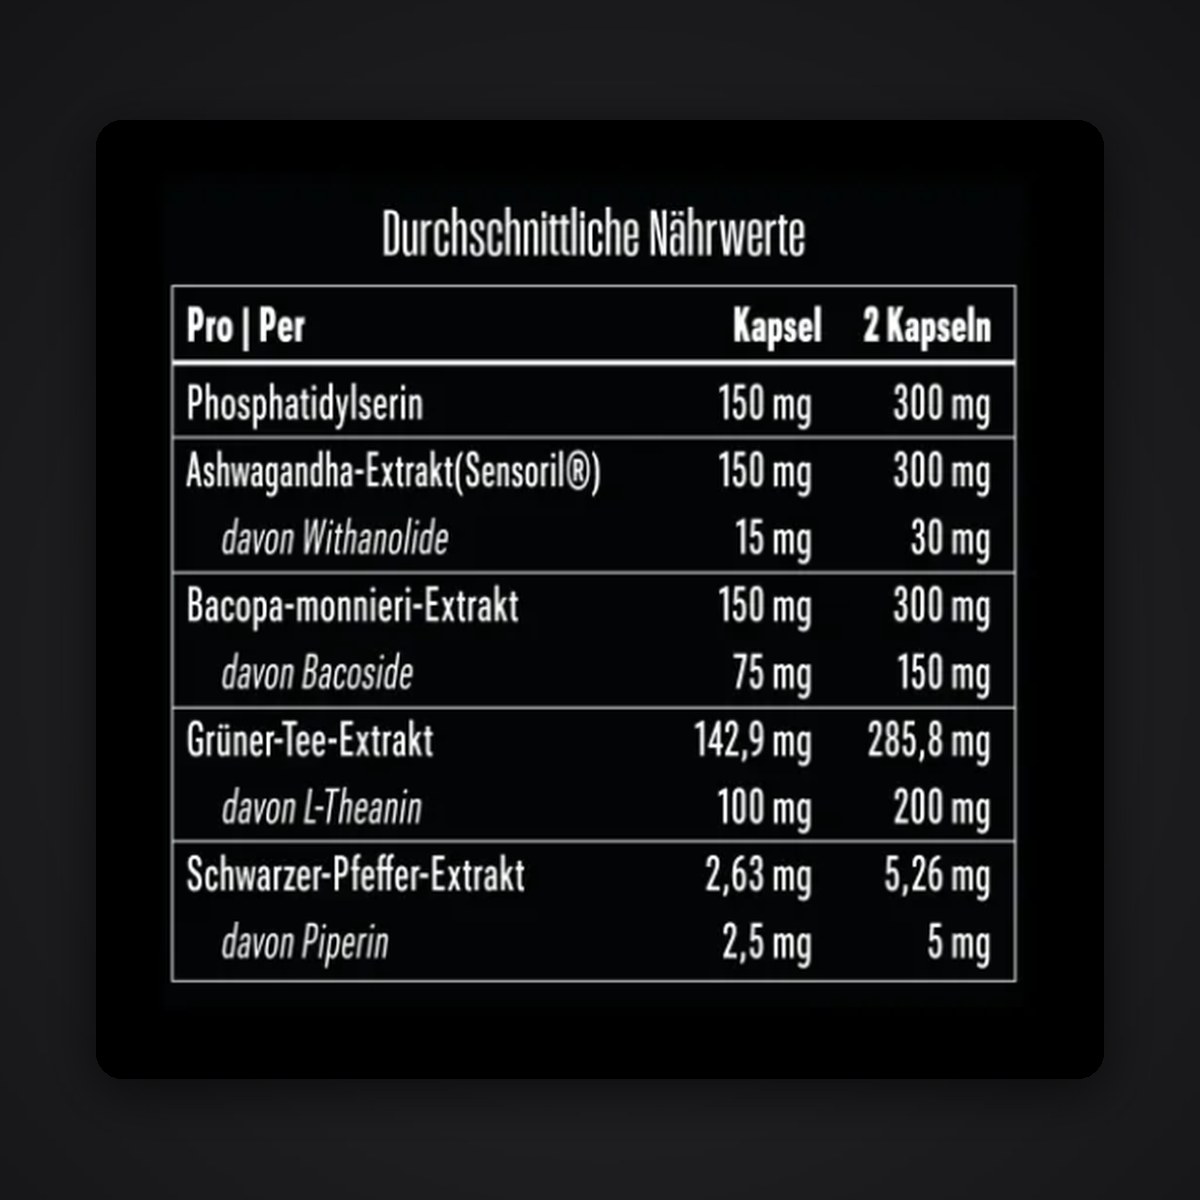 Durchschnittliche Nährwerte
Pro | Per Kapsel 2 Kapseln
Phosphatidylserin 150 mg 300 mg
Ashwagandha-Extrakt(Sensoril®) 150 mg 300 mg
davon Withanolide 15 mg 30 mg
Bacopa-monnieri-Extrakt 150 mg 300 mg
davon Bacoside 75 mg 150 mg
Grüner-Tee-Extrakt 142,9 mg 285,8 mg
davon L-Theanin 100 mg 200 mg
Schwarzer-Pfeffer-Extrakt 2,63 mg 5,26 mg
davon Piperin 2,5 mg 5 mg